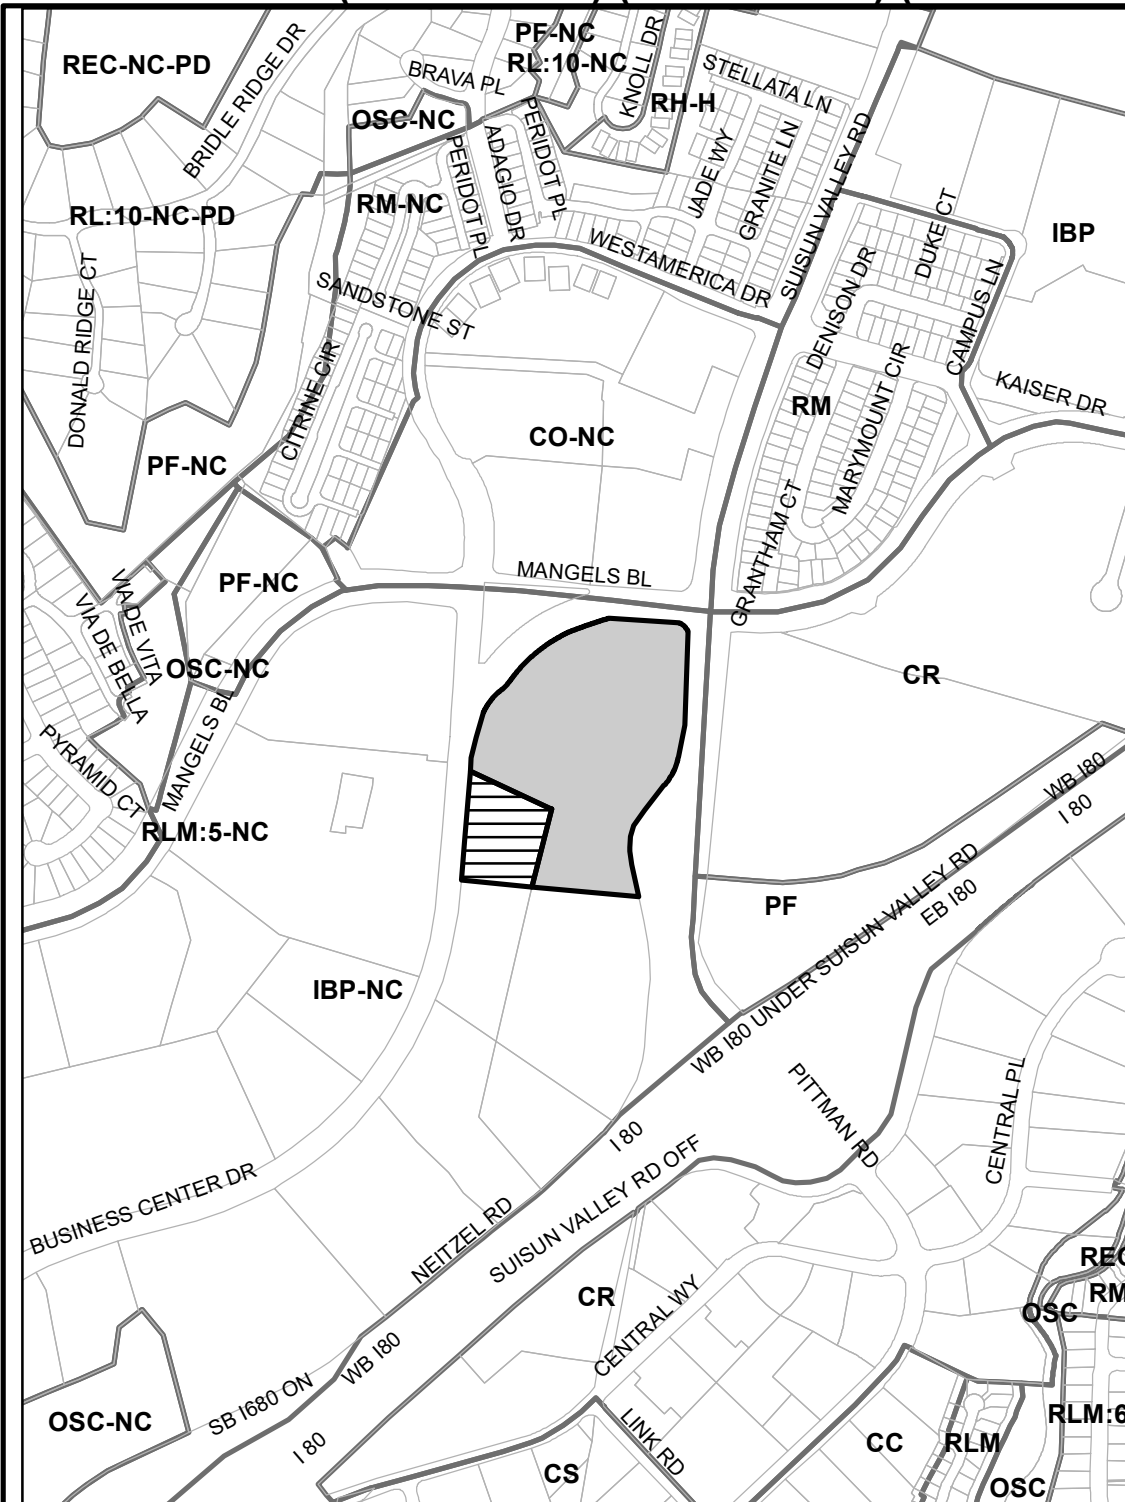 PF-NC
REC-NC-PD
RL:10-NC
BRIDLE RIDGE DR
BRAVA PL
KNOLL DR
STELLATA LN
RH-H
OSC-NC
PERIDOT PL
ADAGIO DR
PERIDOT PL
JADE WY
GRANITE LN
SUISUN VALLEY RD
RL:10-NC-PD
RM-NC
DUKE CT
IBP
WESTAMERICA DR
DONALD RIDGE CT
SANDSTONE ST
DENISON DR
CAMPUS LN
CITRINE CIR
KAISER DR
RM
MARYMOUNT CIR
CO-NC
PF-NC
GRANTHAM CT
MANGELS BL
PF-NC
VIA DE VITA
VIA DE BELLA
OSC-NC
CR
MANGELS BL
PYRAMID CT
WB I80
I 80
RLM:5-NC
PF
EB I80
WB I80 UNDER SUISUN VALLEY RD
IBP-NC
PITTMAN RD
CENTRAL PL
I 80
SUISUN VALLEY RD OFF
BUSINESS CENTER DR
NEITZEL RD
REC
RM
CR
OSC
CENTRAL WY
WB I80
SB I680 ON
OSC-NC
RLM:6
I 80
LINK RD
CC
RLM
CS
OSC